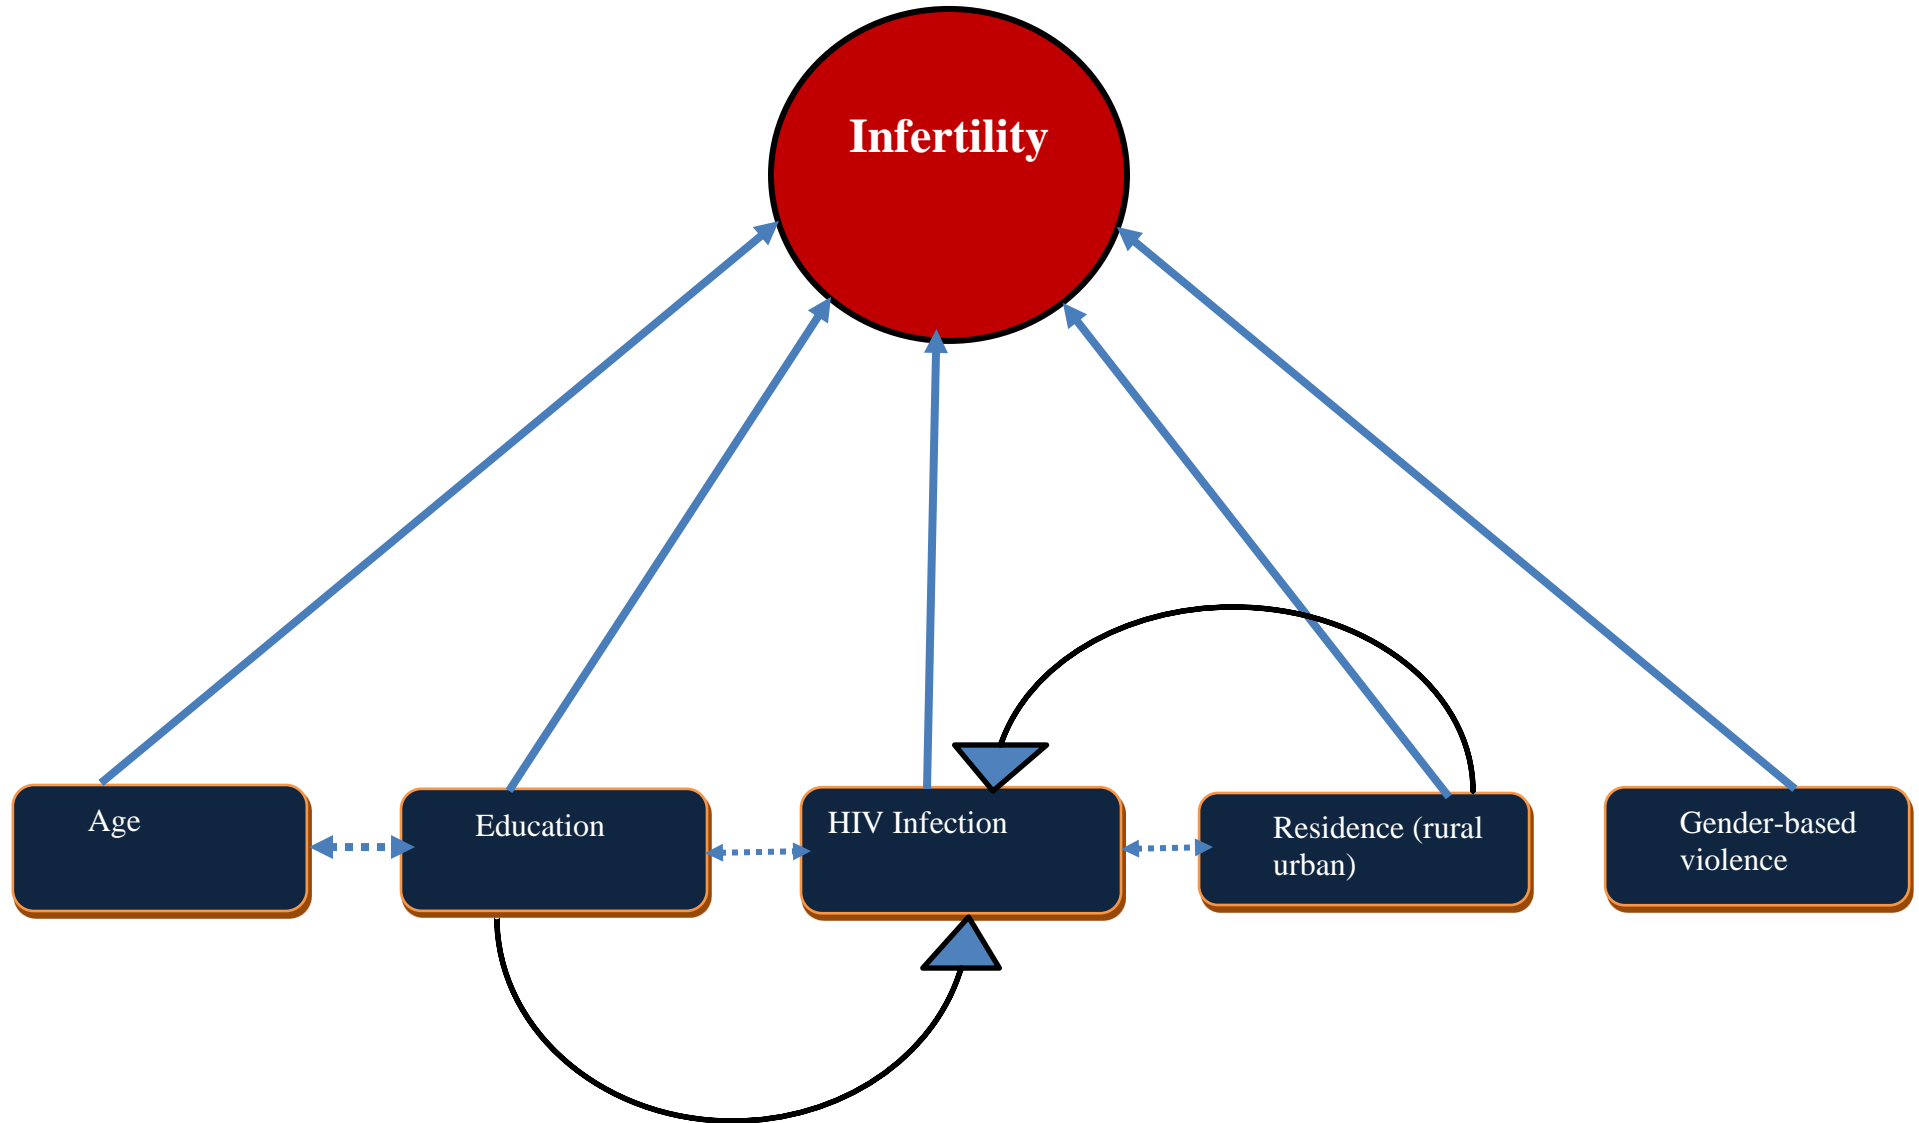 Infertility
Age
Education
HIV Infection
Residence (rural
urban)
Gender-based
violence